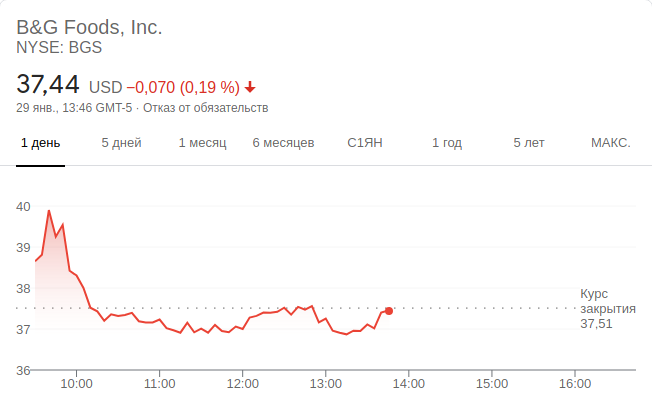 B&G Foods, Inc.
NYSE: BGS
37,44 USD −0,070 (0,19 %)
29 янв., 13:46 GMT-5 · Отказ от обязательств
1 день 5 дней 1 месяц 6 месяцев С1ЯН 1 год 5 лет МАКС.
40
39
38
37
36
Курс
закрытия
37,51
10:00 11:00 12:00 13:00 14:00 15:00 16:00